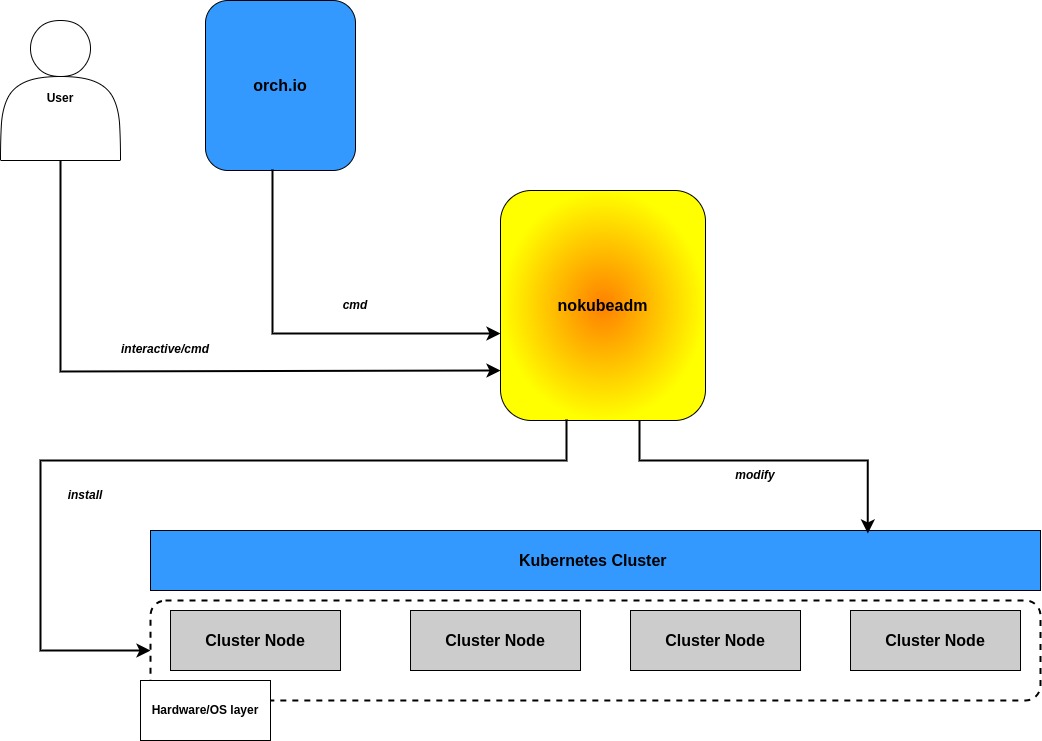 User
orch.io
nokubeadm
cmd
interactive/cmd
install
modify
Kubernetes Cluster
Cluster Node
Cluster Node
Cluster Node
Cluster Node
Hardware/OS layer